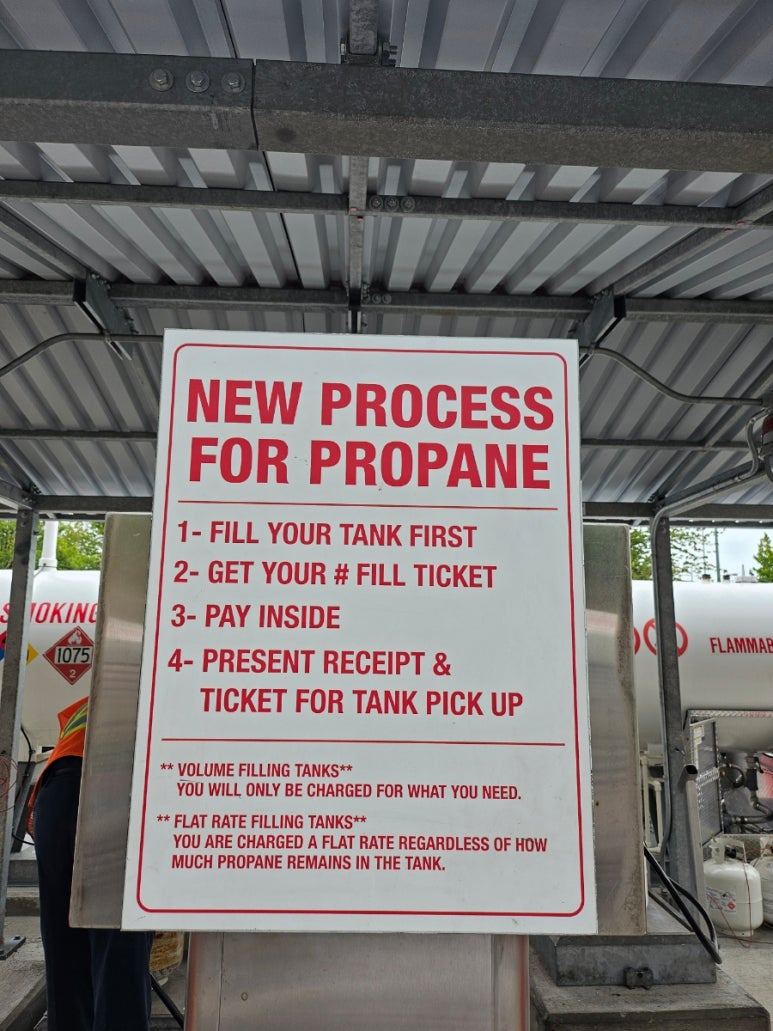 NEW PROCESS
FOR PROPANE
1- FILL YOUR TANK FIRST
2- GET YOUR # FILL TICKET
3- PAY INSIDE
4- PRESENT RECEIPT &
TICKET FOR TANK PICK UP
** VOLUME FILLING TANKS**
YOU WILL ONLY BE CHARGED FOR WHAT YOU NEED.
** FLAT RATE FILLING TANKS**
YOU ARE CHARGED A FLAT RATE REGARDLESS OF HOW
MUCH PROPANE REMAINS IN THE TANK.
SMOKING
1075
2
FLAMMAB